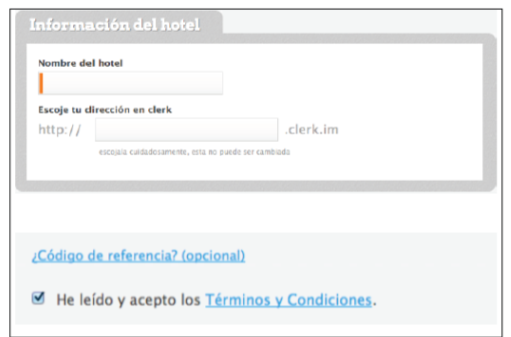 Información del hotel
Nombre del hotel
Escoje tu dirección en clerk
http:// .clerk.im
escojala cuidadosamente, esta no puede ser cambiada
¿Código de referencia? (opcional)
He leído y acepto los Términos y Condiciones.